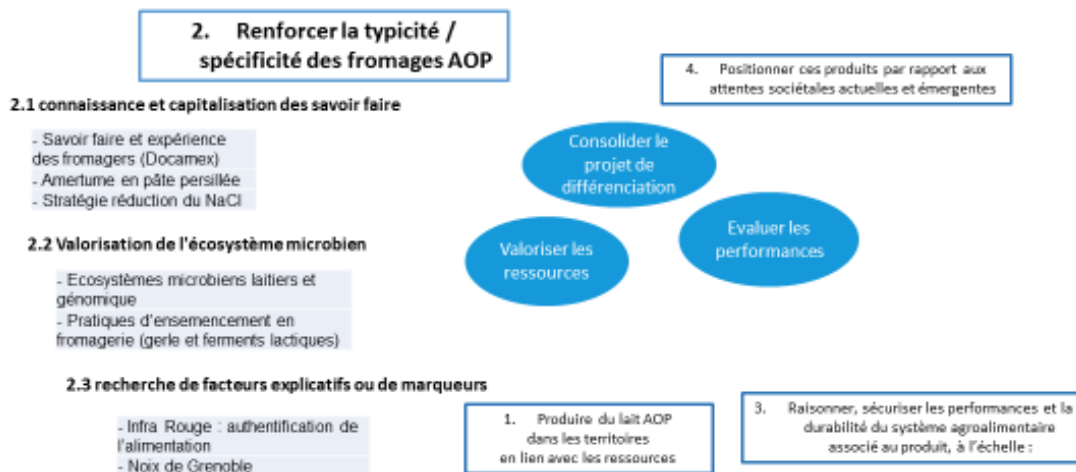 2. Renforcer la typicité /
spécificité des fromages AOP
4. Positionner ces produits par rapport aux
attentes sociétales actuelles et émergentes
2.1 connaissance et capitalisation des savoir faire
- Savoir faire et expérience
des fromagers (Docamex)
- Amertume en pâte persillée
- Stratégie réduction du NaCl
Consolider le
projet de
différenciation
Evaluer les
performances
Valoriser les
ressources
2.2 Valorisation de l'écosystème microbien
- Ecosystèmes microbiens laitiers et
génomique
- Pratiques d'ensemencement en
fromagerie (gerle et ferments lactiques)
2.3 recherche de facteurs explicatifs ou de marqueurs
- Infra Rouge : authentification de
l'alimentation
- Noix de Grenoble
1. Produire du lait AOP
dans les territoires
en lien avec les ressources
3. Raisonner, sécuriser les performances et la
durabilité du système agroalimentaire
associé au produit, à l'échelle :